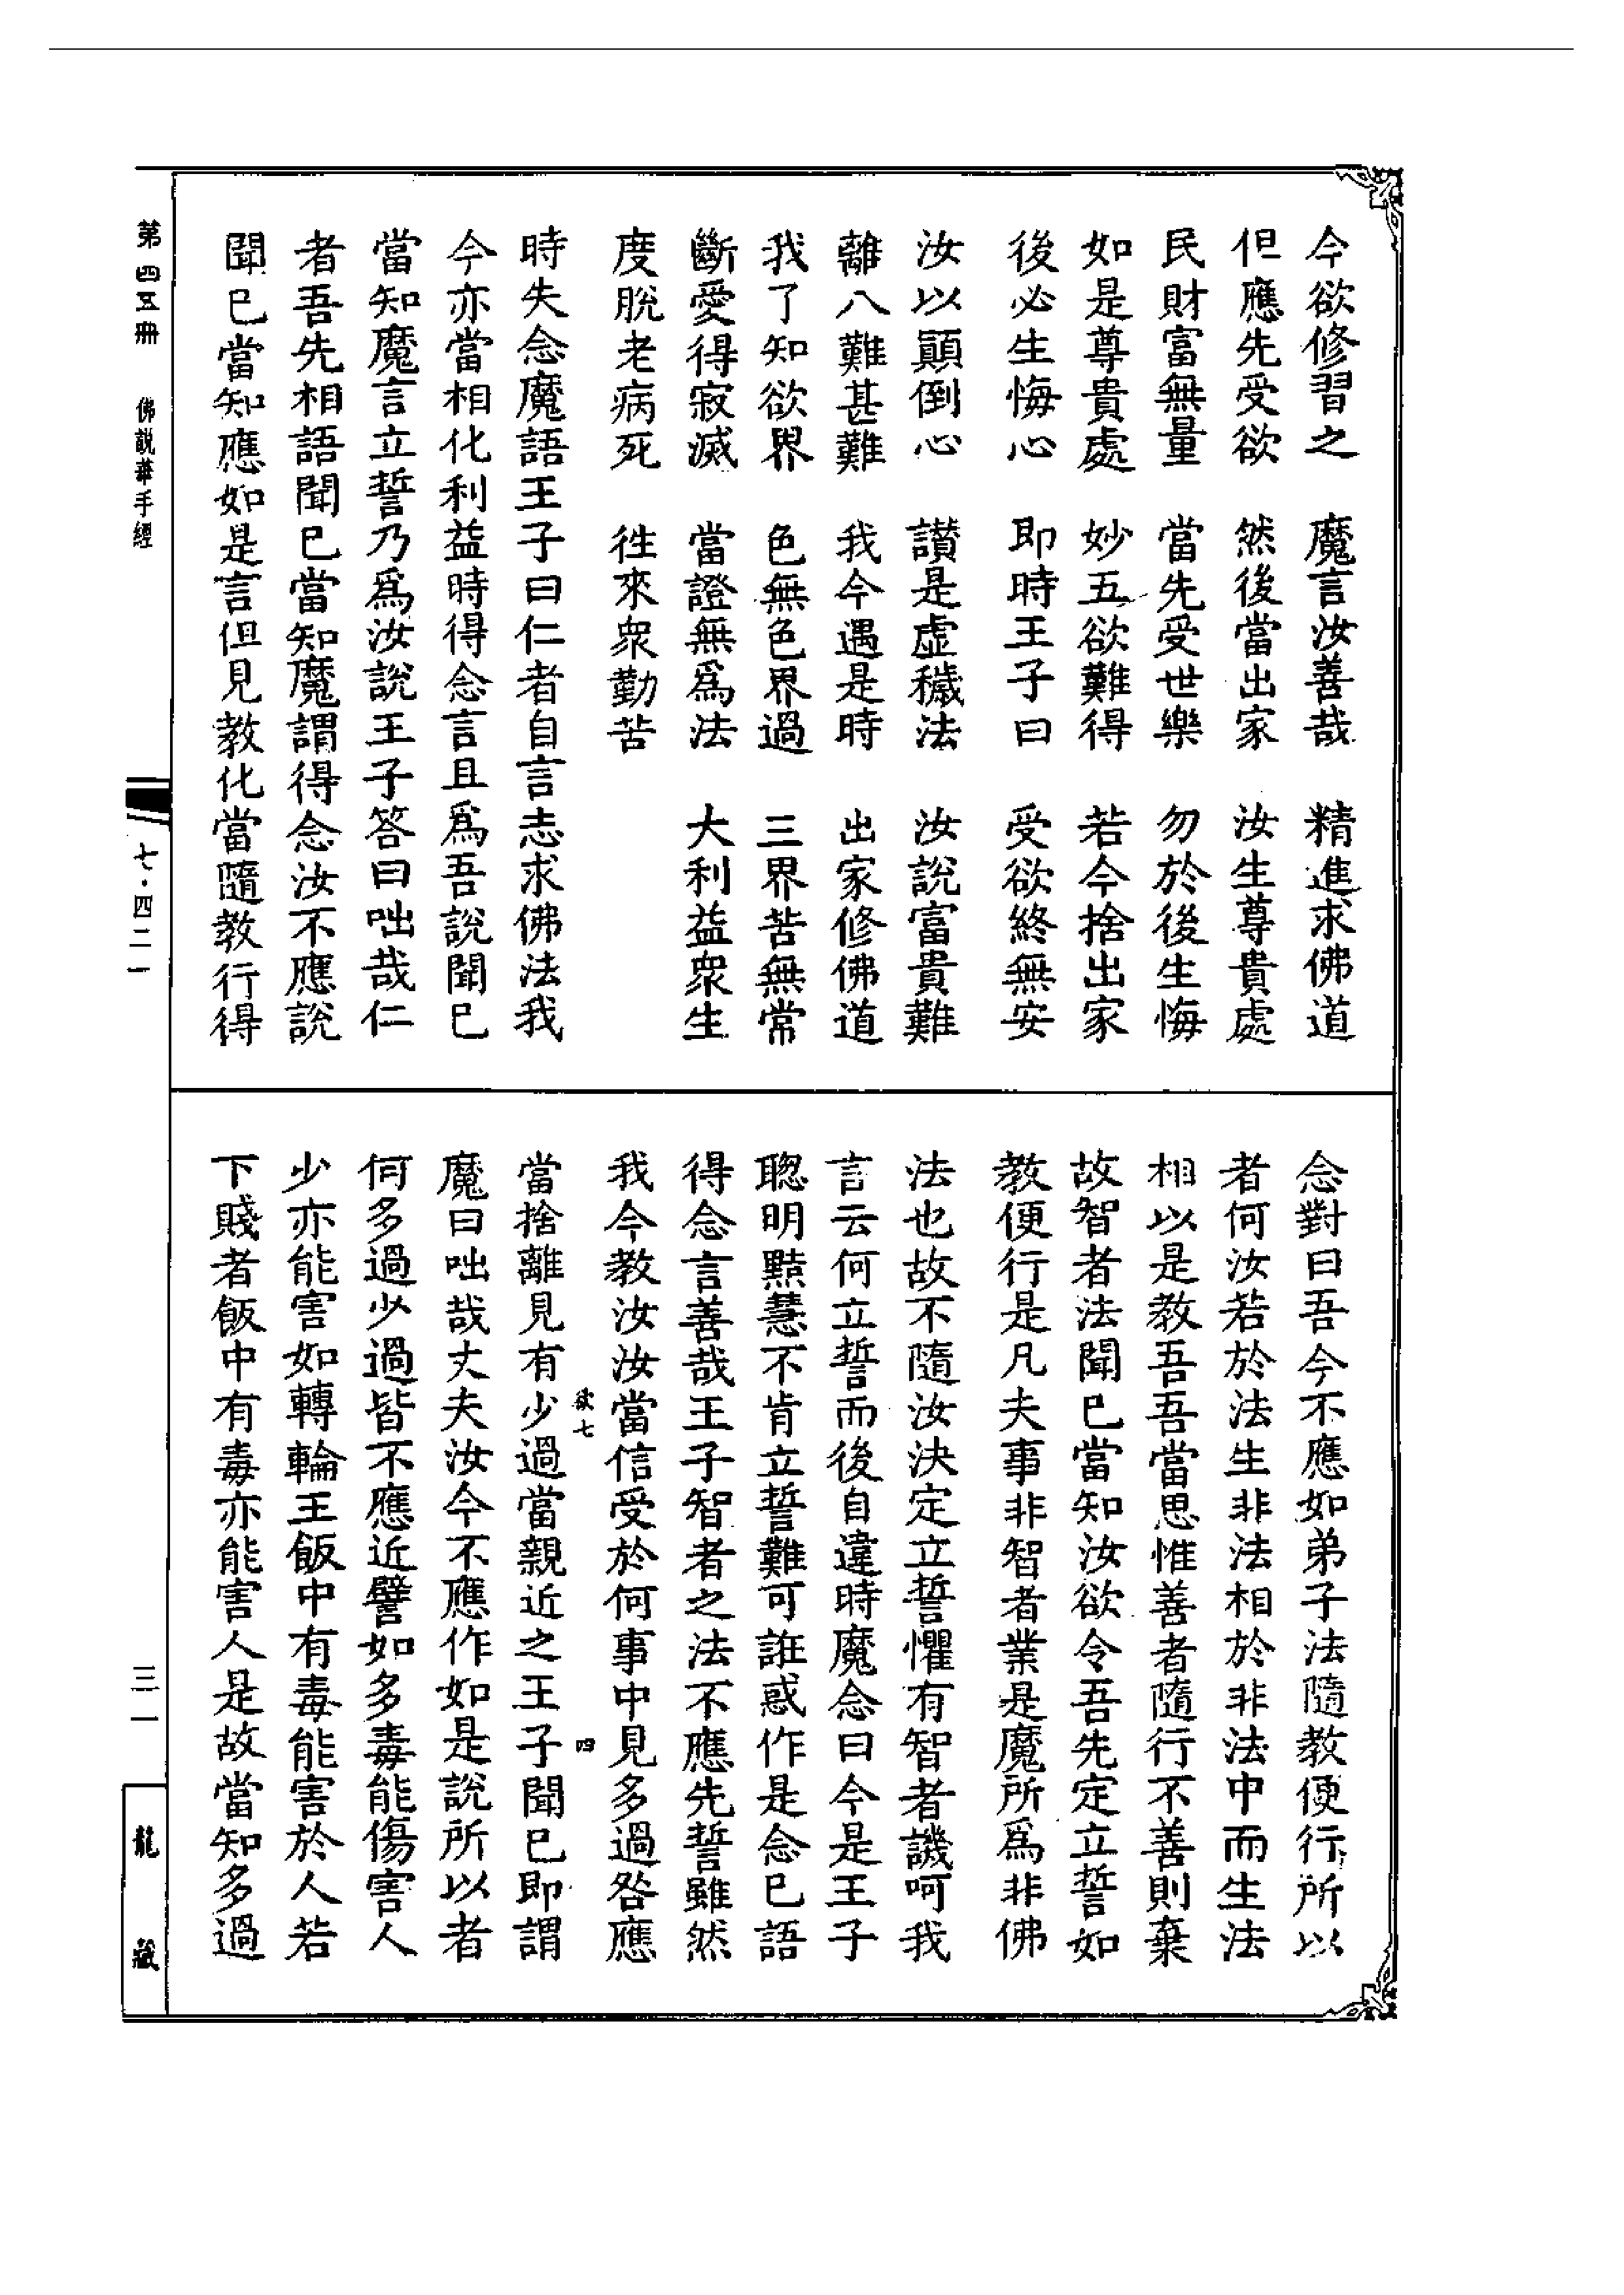 今欲修習之　魔言汝善哉　精進求佛道
但應先受欲　然後當出家　汝生尊貴處
民財富無量　當先受世樂　勿於後生悔
如是尊貴處　妙五欲難得　若今捨出家
後必生悔心　即時王子曰　受欲終無安
汝以顛倒心　讃是虛穢法　汝說富貴難
離八難甚難　我今遇是時　出家修佛道
我了知欲界　色無色界過　三界苦無常
斷愛得寂滅　當證無為法　大利益衆生
度脫老病死　往來衆勤苦
時失念魔語王子曰仁者自言志求佛法我
今亦當相化利益時得念言且為吾說聞已
當知魔言立誓乃為汝說王子答曰咄哉仁
者吾先相語聞已當知魔謂得念汝不應說
聞已當知應如是言但見教化當隨教行得
念對曰吾今不應如弟子法隨教便行所以
者何汝若於法生非法相於非法中而生法
相以是教吾吾當思惟善者隨行不善則棄
故智者法聞已當知汝欲令吾先定立誓如
教便行是凡夫事非智者業是魔所為非佛
法也故不隨汝決定立誓懼有智者譏呵我
言云何立誓而後自違時魔念曰今是王子
聰明黠慧不肯立誓難可誑惑作是念已語
得念言善哉王子智者之法不應先誓雖然
我今教汝汝當信受於何事中見多過咎應
欲七　四
當捨離見有少過當親近之王子聞已即謂
魔曰咄哉丈夫汝今不應作如是說所以者
何多過少過皆不應近譬如多毒能傷害人
少亦能害如轉輪王飯中有毒能害於人若
下賤者飯中有毒亦能害人是故當知多過
第四五冊　佛說華手經
七·四二一
三一
龍藏